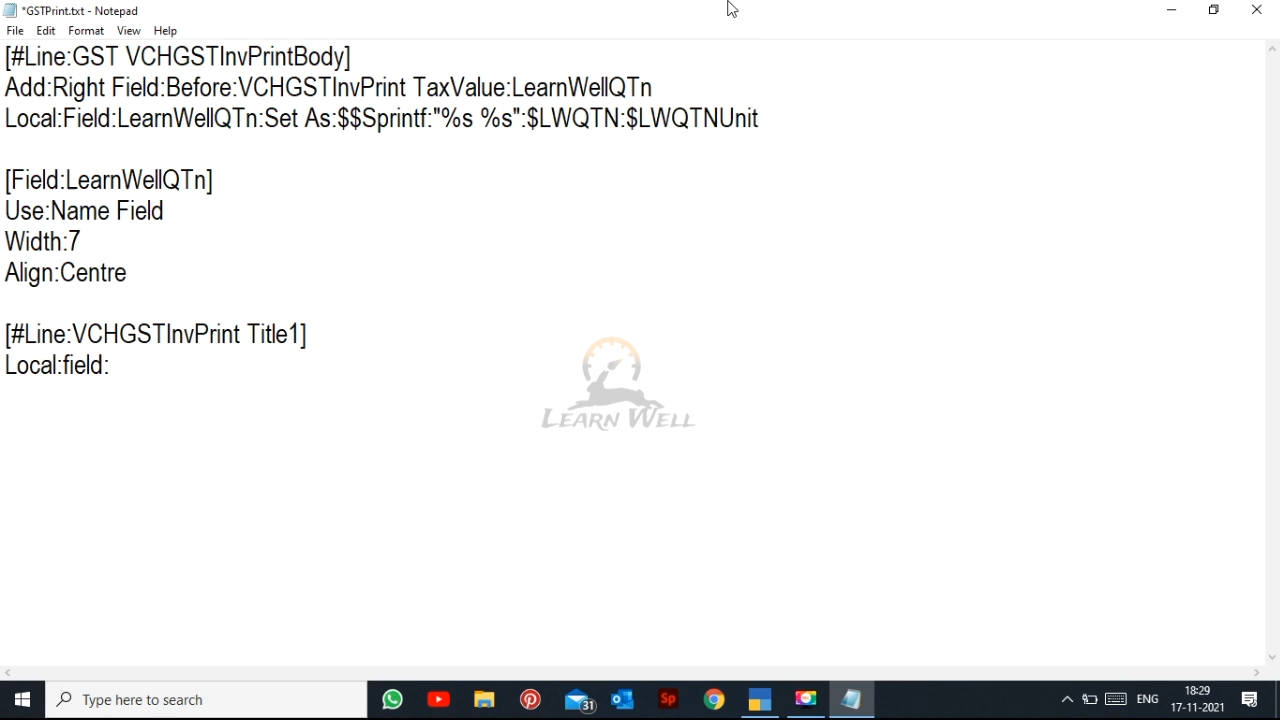 *GSTPrint.txt - Notepad
File Edit Format View Help
[#Line:GST VCHGSTInvPrintBody]
Add:Right Field:Before:VCHGSTInvPrint TaxValue:LearnWellQTn
Local:Field:LearnWellQTn:Set As:$$Sprintf:"%s %s":$LWQTN:$LWQTNUnit
[Field:LearnWellQTn]
Use:Name Field
Width:7
Align:Centre
[#Line:VCHGSTInvPrint Title1]
Local:field:
LEARN WELL
Type here to search
31
Sp
ENG
18:29
17-11-2021